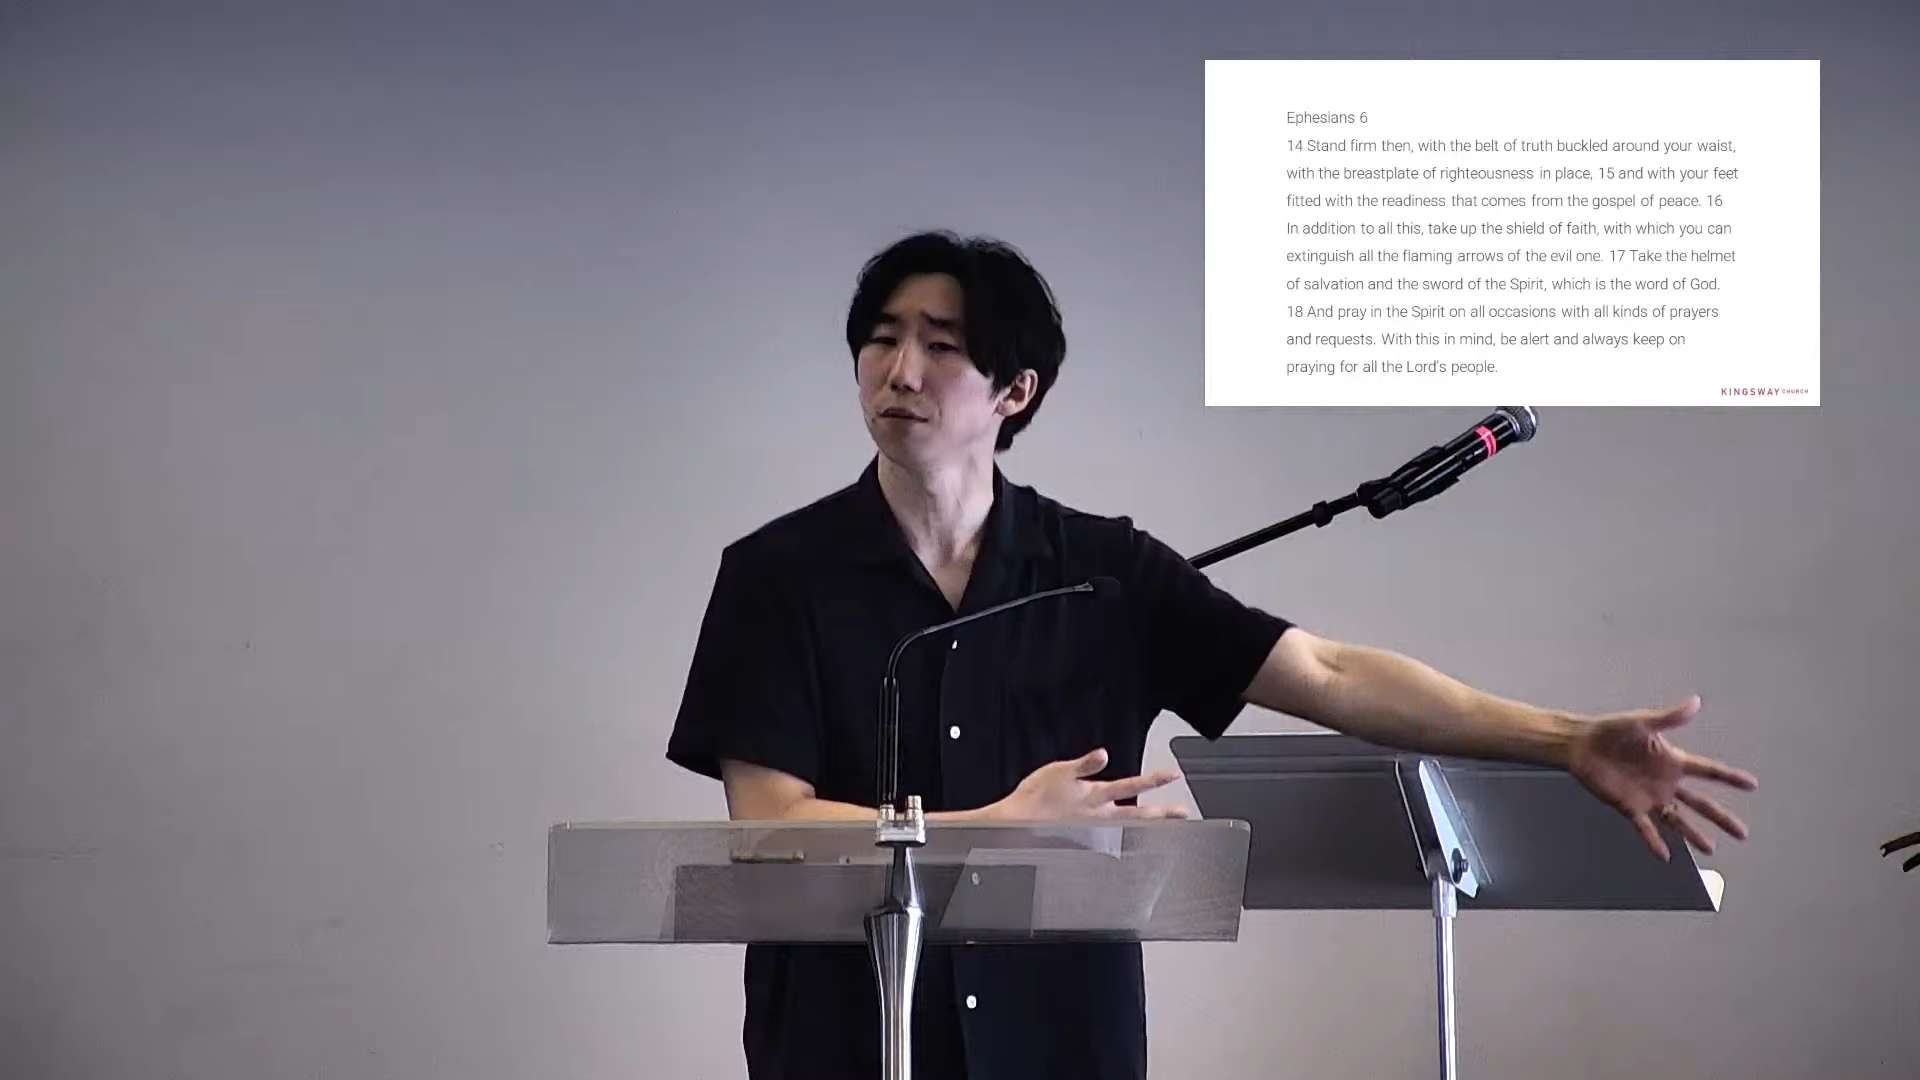 Ephesians 6
14 Stand firm then, with the belt of truth buckled around your waist,
with the breastplate of righteousness in place, 15 and with your feet
fitted with the readiness that comes from the gospel of peace. 16
In addition to all this, take up the shield of faith, with which you can
extinguish all the flaming arrows of the evil one. 17 Take the helmet
of salvation and the sword of the Spirit, which is the word of God.
18 And pray in the Spirit on all occasions with all kinds of prayers
and requests. With this in mind, be alert and always keep on
praying for all the Lord's people.
KINGSWAY CHURCH